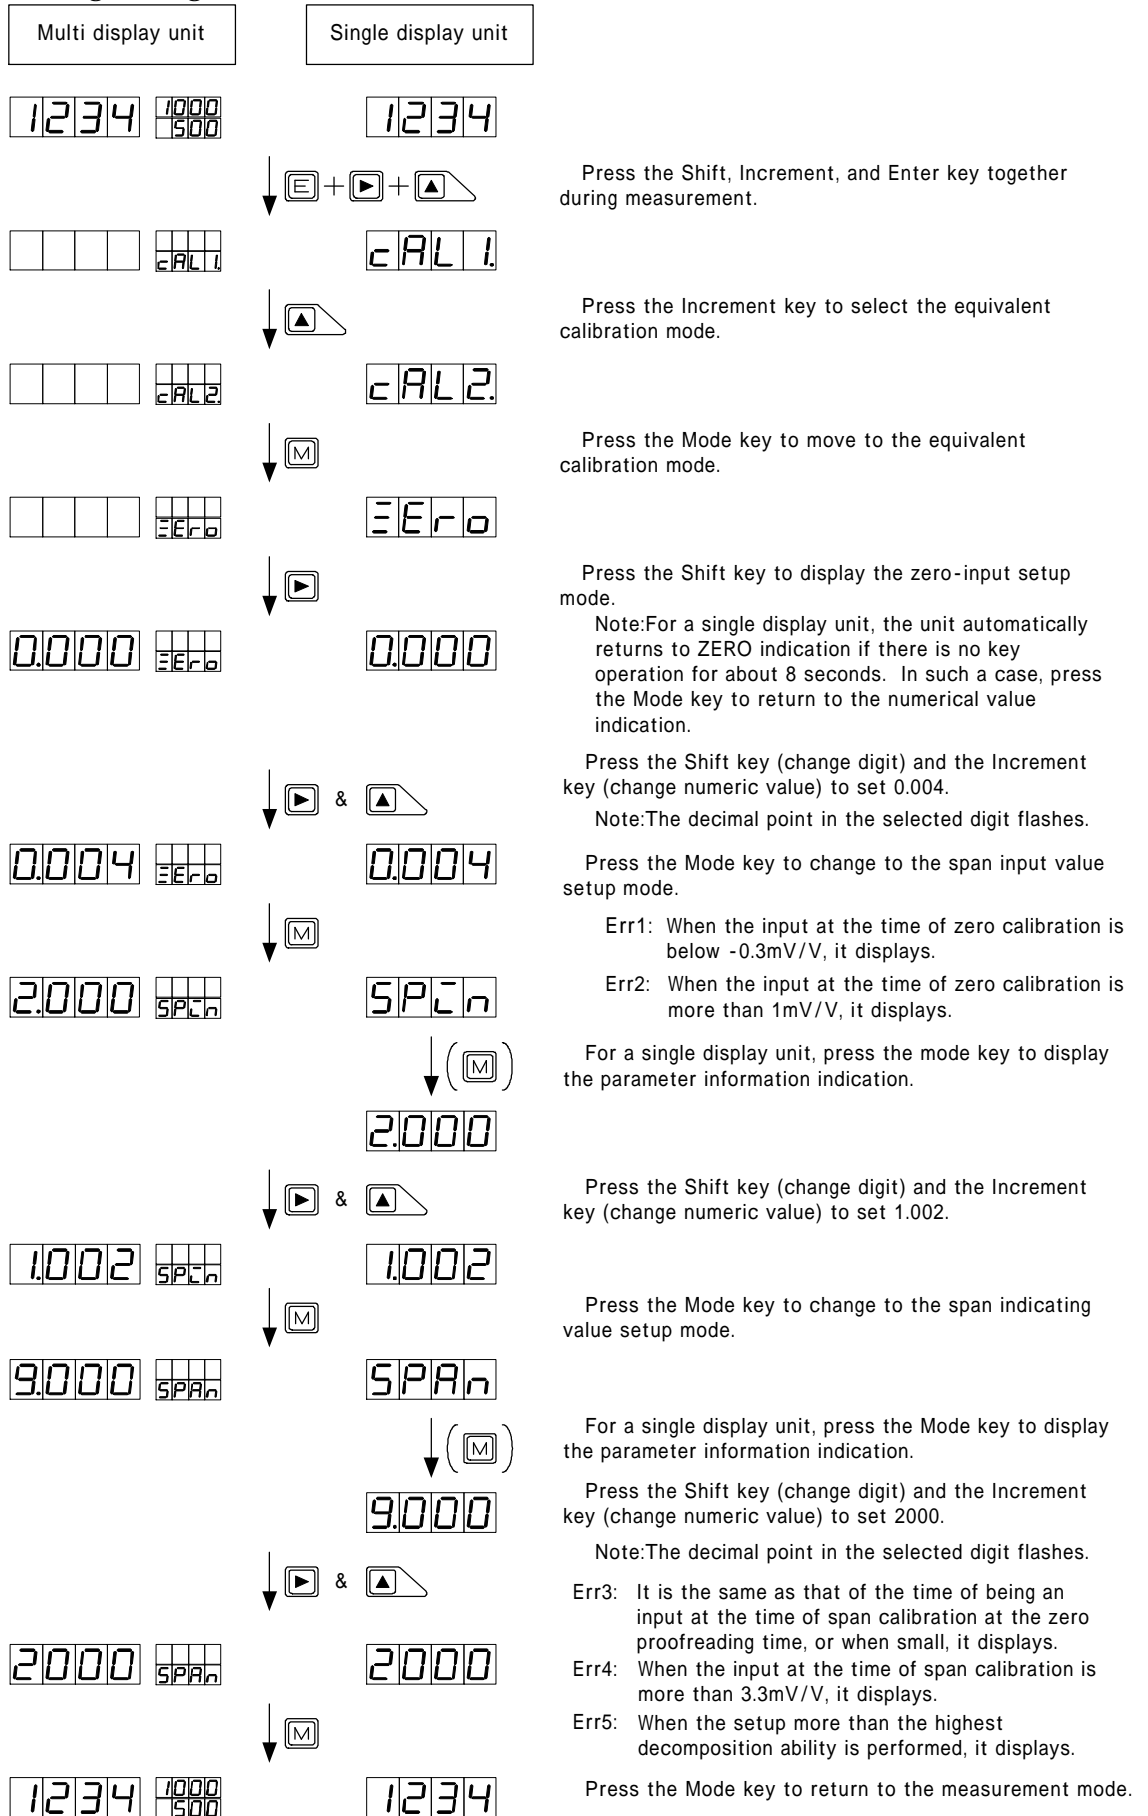 Multi display unit
Single display unit
1234 1000 500 1234
E + + Press the Shift, Increment, and Enter key together
during measurement.
cAL1. cAL1.
Press the Increment key to select the equivalent
calibration mode.
cAL2. cAL2.
M Press the Mode key to move to the equivalent
calibration mode.
ZEro ZEro
Press the Shift key to display the zero-input setup
mode.
Note:For a single display unit, the unit automatically
returns to ZERO indication if there is no key
operation for about 8 seconds. In such a case, press
the Mode key to return to the numerical value
indication.
0.000 ZEro 0.000
Press the Shift key (change digit) and the Increment
key (change numeric value) to set 0.004.
&
Note:The decimal point in the selected digit flashes.
0.004 ZEro 0.004
Press the Mode key to change to the span input value
setup mode.
M
Err1: When the input at the time of zero calibration is
below -0.3mV/V, it displays.
Err2: When the input at the time of zero calibration is
more than 1mV/V, it displays.
2.000 SPin SPin
(M) For a single display unit, press the mode key to display
the parameter information indication.
2.000
& Press the Shift key (change digit) and the Increment
key (change numeric value) to set 1.002.
1.002 SPin 1.002
M Press the Mode key to change to the span indicating
value setup mode.
9.000 SPAn SPAn
(M) For a single display unit, press the Mode key to display
the parameter information indication.
9.000
Press the Shift key (change digit) and the Increment
key (change numeric value) to set 2000.
Note:The decimal point in the selected digit flashes.
&
Err3: It is the same as that of the time of being an
input at the time of span calibration at the zero
proofreading time, or when small, it displays.
2000 SPAn 2000
Err4: When the input at the time of span calibration is
more than 3.3mV/V, it displays.
M
Err5: When the setup more than the highest
decomposition ability is performed, it displays.
1234 1000 500 1234
Press the Mode key to return to the measurement mode.